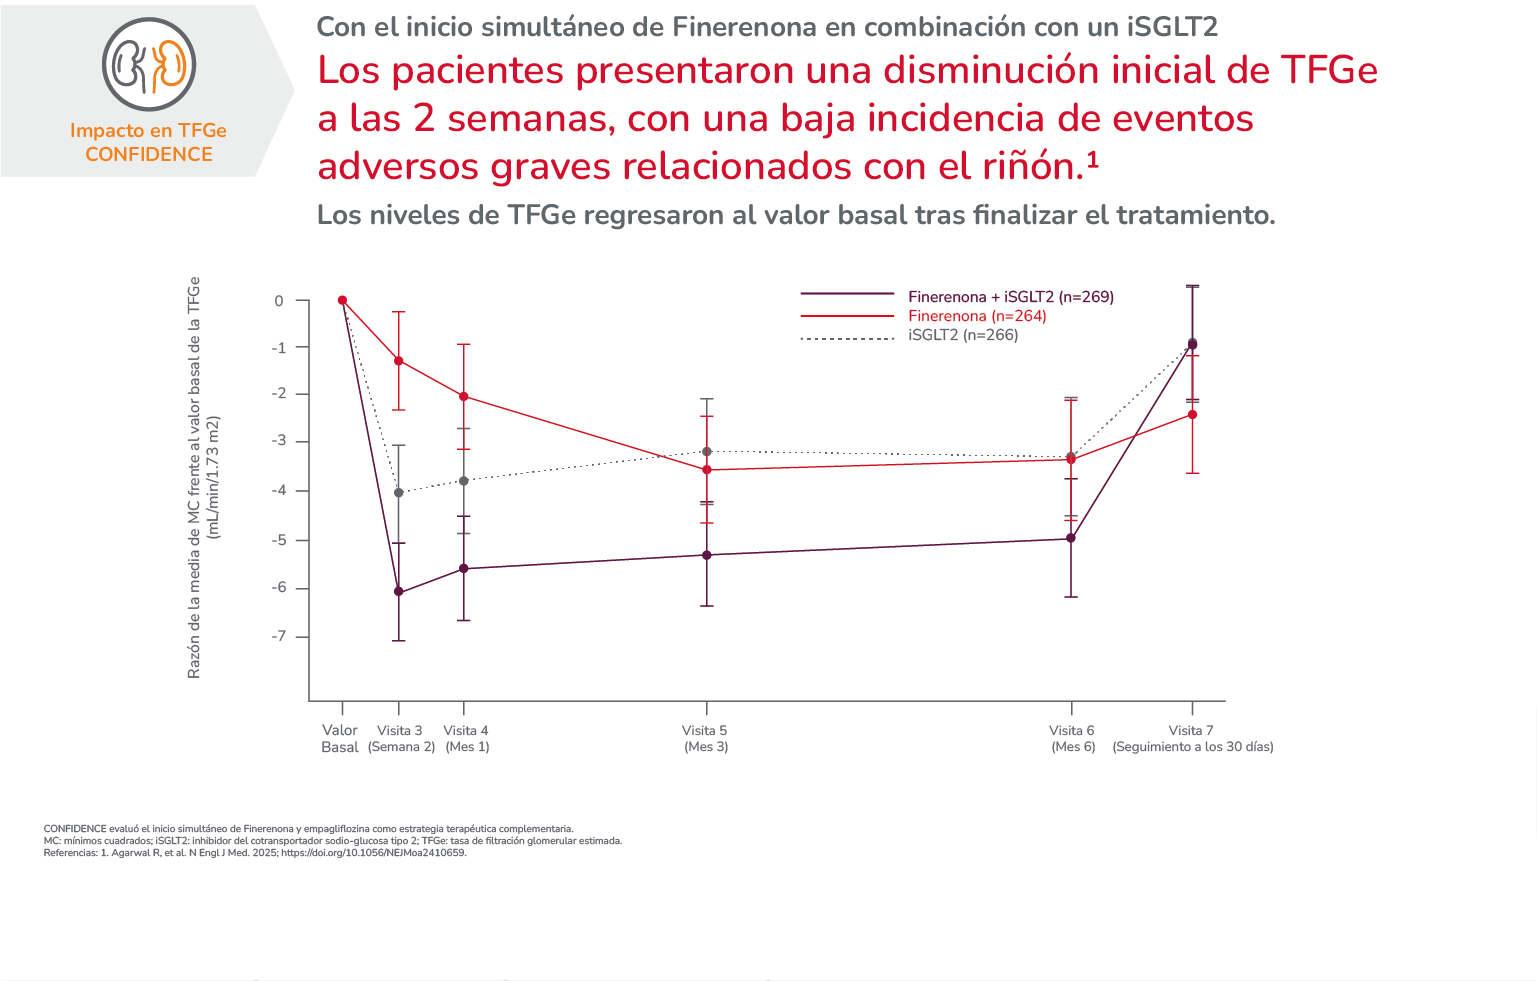 Impacto en TFGe
CONFIDENCE
Con el inicio simultáneo de Finerenona en combinación con un iSGLT2
Los pacientes presentaron una disminución inicial de TFGe
a las 2 semanas, con una baja incidencia de eventos
adversos graves relacionados con el riñón.¹
Los niveles de TFGe regresaron al valor basal tras finalizar el tratamiento.
Razón de la media de MC frente al valor basal de la TFGe
(mL/min/1.73 m2)
0
-1
-2
-3
-4
-5
-6
-7
Finerenona + iSGLT2 (n=269)
Finerenona (n=264)
iSGLT2 (n=266)
Valor
Basal
Visita 3
(Semana 2)
Visita 4
(Mes 1)
Visita 5
(Mes 3)
Visita 6
(Mes 6)
Visita 7
(Seguimiento a los 30 días)
CONFIDENCE evaluó el inicio simultáneo de Finerenona y empagliflozina como estrategia terapéutica complementaria.
MC: mínimos cuadrados; iSGLT2: inhibidor del cotransportador sodio-glucosa tipo 2; TFGe: tasa de filtración glomerular estimada.
Referencias: 1. Agarwal R, et al. N Engl J Med. 2025; https://doi.org/10.1056/NEJMoa2410659.